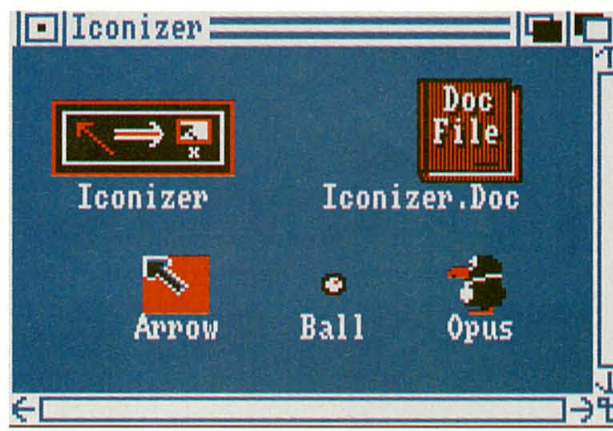 Iconizer
Doc
File
x
Iconizer Iconizer.Doc
Arrow Ball Opus